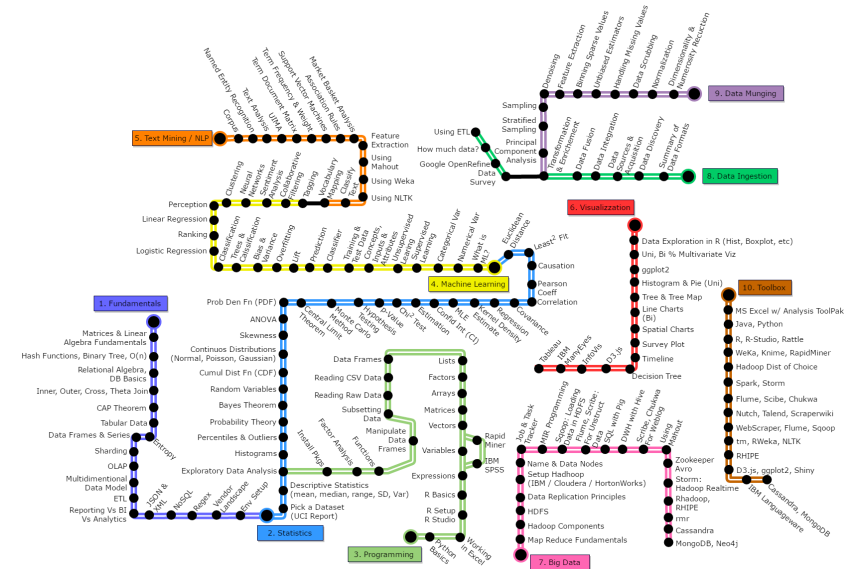 1. Fundamentals
Matrices & Linear
Algebra Fundamentals
Hash Functions, Binary Tree, O(n)
Relational Algebra,
DB Basics
Inner, Outer, Cross, Theta Join
CAP Theorem
Tabular Data
Data Frames & Series
Entropy
Sharding
OLAP
Multidimentional
Data Model
ETL
Reporting Vs BI
Vs Analytics
JSON &
XML
NoSQL
Regex
Vendor
Landscape
Env Setup
2. Statistics
Pick a Dataset
(UCI Report)
Descriptive Statistics
(mean, median, range, SD, Var)
Exploratory Data Analysis
Histograms
Percentiles & Outliers
Probability Theory
Bayes Theorem
Random Variables
Cumul Dist Fn (CDF)
Continuos Distributions
(Normal, Poisson, Gaussian)
Skewness
ANOVA
Prob Den Fn (PDF)
Central Limit
Theorem
Monte Carlo
Method
Hypothesis
Testing
p-Value
Chi² Test
Estimation
Confid Int (CI)
MLE
Kernel Density
Estimate
Regression
Covariance
Correlation
Pearson
Coeff
Causation
Least² Fit
Euclidean
Distance
3. Programming
Python
Basics
Working
in Excel
R Setup
R Studio
R Basics
Expressions
IBM
SPSS
Rapid
Miner
Variables
Vectors
Matrices
Arrays
Factors
Lists
Data Frames
Reading CSV Data
Reading Raw Data
Subsetting
Data
Manipulate
Data
Frames
Functions
Factor Analysis
Install Pkgs
4. Machine Learning
What is
ML?
Numerical Var
Categorical Var
Supervised
Learning
Unsupervised
Learing
Concepts,
Inputs &
Attributes
Training &
Test Data
Classifier
Prediction
Lift
Overfitting
Bias &
Variance
Trees &
Classification
Classification
Logistic Regression
Ranking
Linear Regression
Perception
Clustering
Neural
Networks
Sentiment
Analysis
Collaborative
Filtering
Tagging
Vocabulary
Mapping
Classify
Text
5. Text Mining / NLP
Corpus
Named Entity Recognition
Text Analysis
UIMA
Term Document Matrix
Term Frequency & Weight
Support Vector Machines
Association Rules
Market Basket Analysis
Feature
Extraction
Using
Mahout
Using Weka
Using NLTK
6. Visualizzation
Data Exploration in R (Hist, Boxplot, etc)
Uni, Bi % Multivariate Viz
ggplot2
Histogram & Pie (Uni)
Tree & Tree Map
Line Charts
(Bi)
Spatial Charts
Survey Plot
Timeline
Decision Tree
D3.js
InfoVis
ManyEyes
IBM
Tableau
7. Big Data
Map Reduce Fundamentals
Hadoop Components
HDFS
Data Replication Principles
Setup Hadhoop
(IBM / Cloudera / HortonWorks)
Name & Data Nodes
Job & Task
Tracker
M/R Programming
Sqoop: Loading
Data in HDFS
Flume, Scribe:
For Unstruct
Data
SQL with Pig
DWH with Hive
Scribe, Chukwa
For Weblog
Using
Mahout
Zookeeper
Avro
Storm:
Hadoop Realtime
Rhadoop,
RHIPE
rmr
Cassandra
MongoDB, Neo4j
8. Data Ingestion
Summary of
Data Formats
Data Discovery
Data
Sources &
Acquisition
Data Integration
Data Fusion
Transformation
& Enrichement
Data
Survey
Google OpenRefine
How much data?
Using ETL
9. Data Munging
Dimensionality &
Numerosity Recuction
Normalization
Data Scrubbing
Handling Missing Values
Unbiased Estimators
Binning Sparse Values
Feature Extraction
Denoising
Sampling
Stratified
Sampling
Principal
Component
Analysis
10. Toolbox
MS Excel w/ Analysis ToolPak
Java, Python
R, R-Studio, Rattle
WeKa, Knime, RapidMiner
Hadoop Dist of Choice
Spark, Storm
Flume, Scibe, Chukwa
Nutch, Talend, Scraperwiki
WebScraper, Flume, Sqoop
tm, RWeka, NLTK
RHIPE
D3.js, ggplot2, Shiny
IBM Languageware
Cassandra, MongoDB